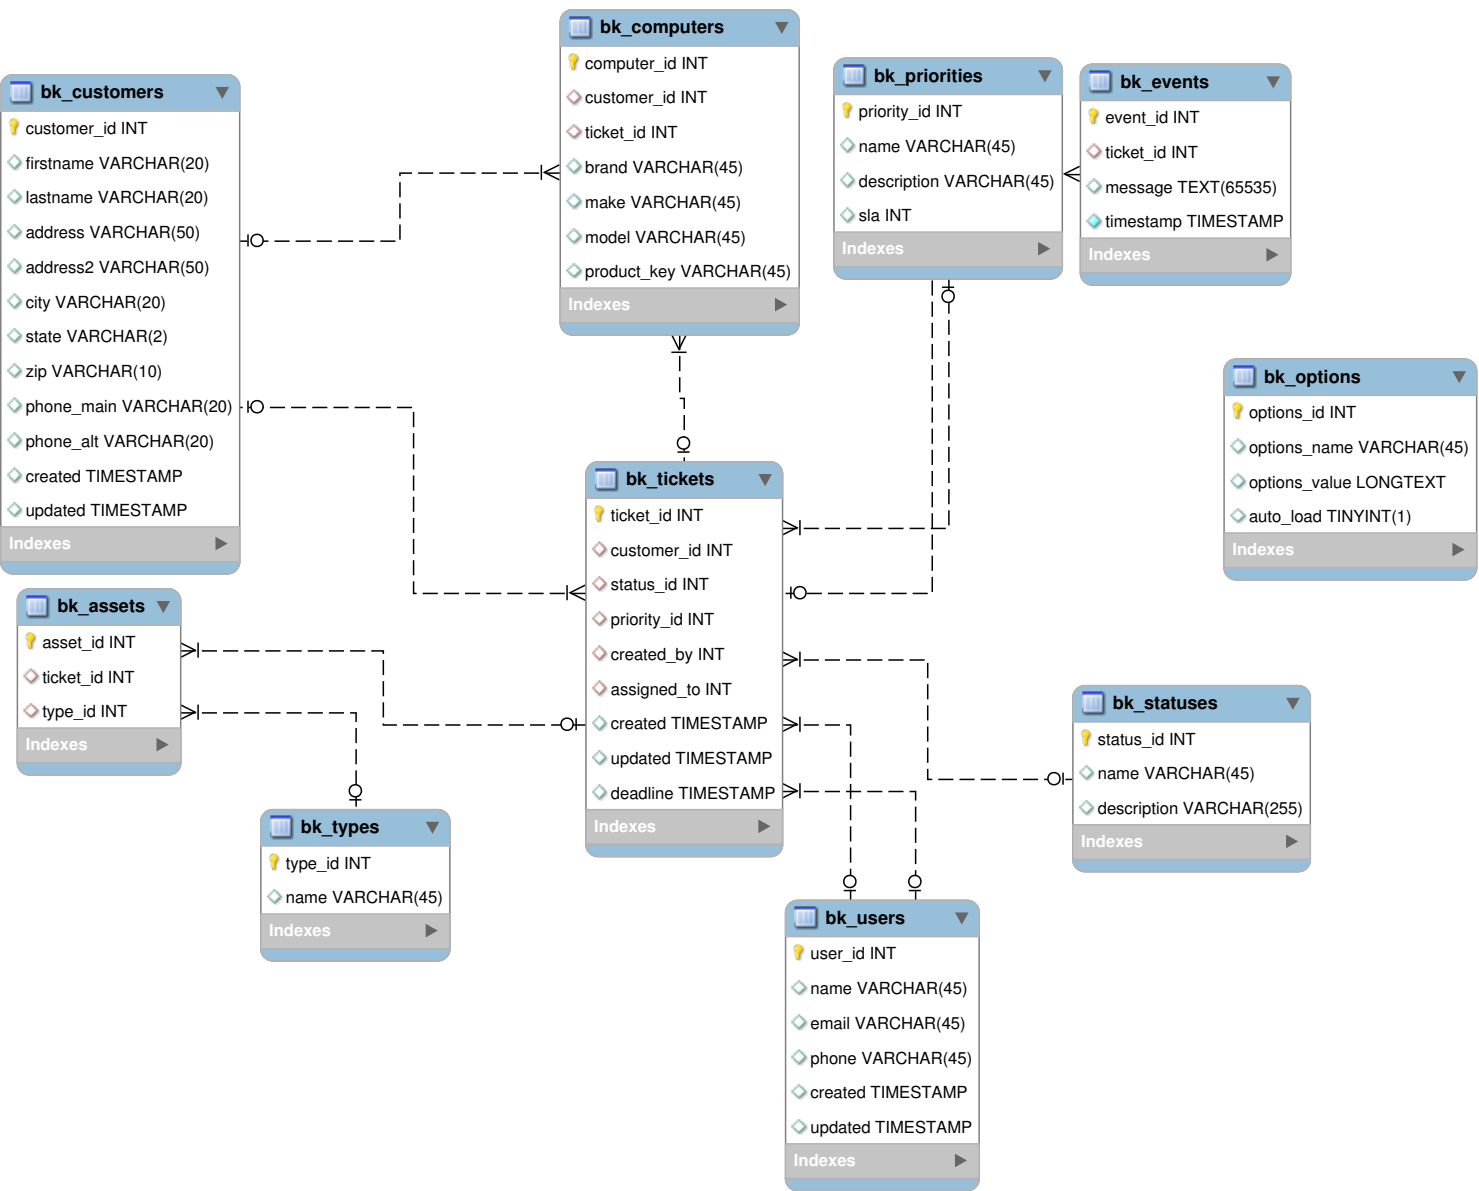 bk_customers
customer_id INT
firstname VARCHAR(20)
lastname VARCHAR(20)
address VARCHAR(50)
address2 VARCHAR(50)
city VARCHAR(20)
state VARCHAR(2)
zip VARCHAR(10)
phone_main VARCHAR(20)
phone_alt VARCHAR(20)
created TIMESTAMP
updated TIMESTAMP
Indexes
bk_computers
computer_id INT
customer_id INT
ticket_id INT
brand VARCHAR(45)
make VARCHAR(45)
model VARCHAR(45)
product_key VARCHAR(45)
Indexes
bk_priorities
priority_id INT
name VARCHAR(45)
description VARCHAR(45)
sla INT
Indexes
bk_events
event_id INT
ticket_id INT
message TEXT(65535)
timestamp TIMESTAMP
Indexes
bk_options
options_id INT
options_name VARCHAR(45)
options_value LONGTEXT
auto_load TINYINT(1)
Indexes
bk_tickets
ticket_id INT
customer_id INT
status_id INT
priority_id INT
created_by INT
assigned_to INT
created TIMESTAMP
updated TIMESTAMP
deadline TIMESTAMP
Indexes
bk_assets
asset_id INT
ticket_id INT
type_id INT
Indexes
bk_types
type_id INT
name VARCHAR(45)
Indexes
bk_statuses
status_id INT
name VARCHAR(45)
description VARCHAR(255)
Indexes
bk_users
user_id INT
name VARCHAR(45)
email VARCHAR(45)
phone VARCHAR(45)
created TIMESTAMP
updated TIMESTAMP
Indexes